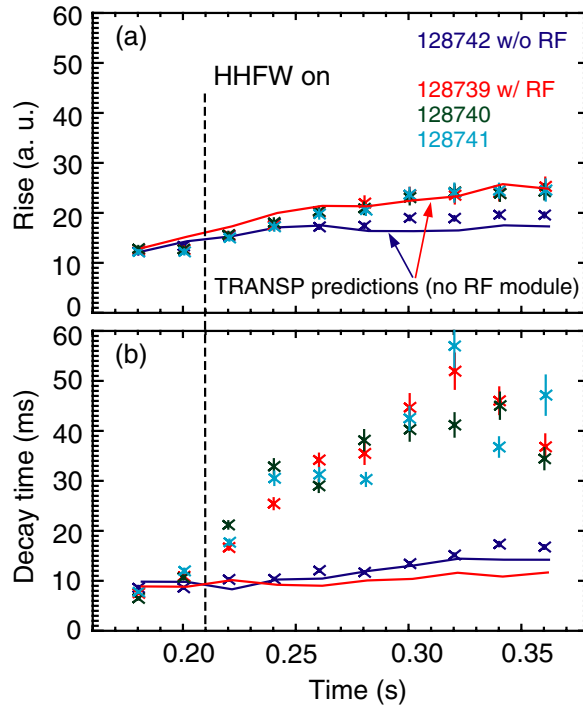 60
(a)
128742 w/o RF
50
HHFW on
128739 w/ RF
40
128740
128741
30
Rise (a. u.)
20
10
TRANSP predictions (no RF module)
0
60
(b)
50
40
30
Decay time (ms)
20
10
0
0.20
0.25
0.30
0.35
Time (s)